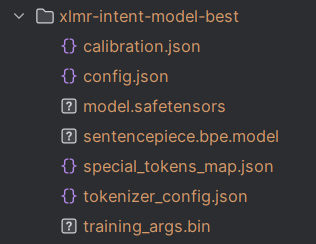 xlmr-intent-model-best
calibration.json
config.json
model.safetensors
sentencepiece.bpe.model
special_tokens_map.json
tokenizer_config.json
training_args.bin